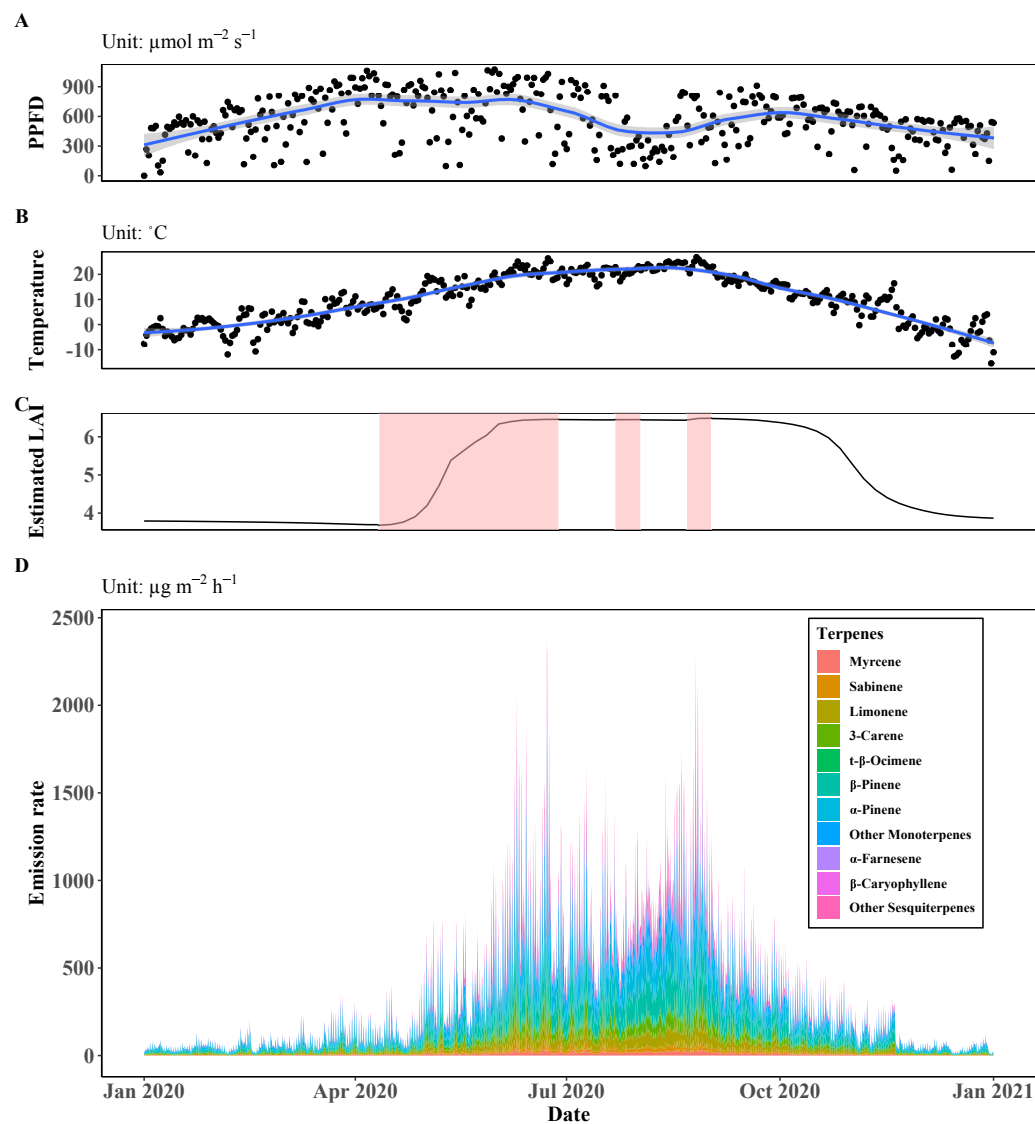 A
Unit: µmol m⁻² s⁻¹
PPFD
900
600
300
0
B
Unit: ˚C
Temperature
20
10
0
-10
C
Estimated LAI
6
5
4
D
Unit: µg m⁻² h⁻¹
Emission rate
2500
2000
1500
1000
500
0
Terpenes
Myrcene
Sabinene
Limonene
3-Carene
t-β-Ocimene
β-Pinene
α-Pinene
Other Monoterpenes
α-Farnesene
β-Caryophyllene
Other Sesquiterpenes
Jan 2020 Apr 2020 Jul 2020 Oct 2020 Jan 2021
Date